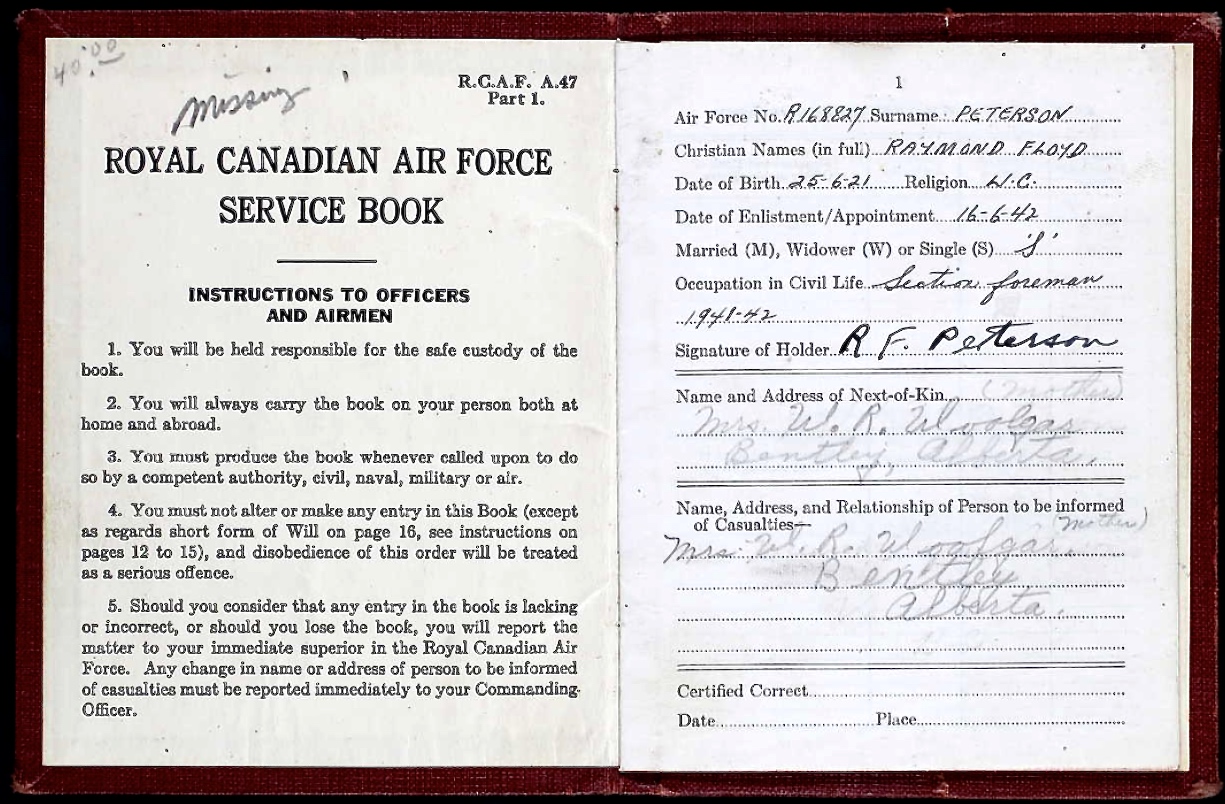 40.00
missing
R.C.A.F. A.47
Part 1.
ROYAL CANADIAN AIR FORCE
SERVICE BOOK
INSTRUCTIONS TO OFFICERS
AND AIRMEN
1. You will be held responsible for the safe custody of the
book.
2. You will always carry the book on your person both at
home and abroad.
3. You must produce the book whenever called upon to do
so by a competent authority, civil, naval, military or air.
4. You must not alter or make any entry in this Book (except
as regards short form of Will on page 16, see instructions on
pages 12 to 15), and disobedience of this order will be treated
as a serious offence.
5. Should you consider that any entry in the book is lacking
or incorrect, or should you lose the book, you will report the
matter to your immediate superior in the Royal Canadian Air
Force. Any change in name or address of person to be informed
of casualties must be reported immediately to your Commanding
Officer.
1
Air Force No. R168827 Surname. PETERSON
Christian Names (in full) RAYMOND FLOYD
Date of Birth 25-6-21 Religion U.C.
Date of Enlistment/Appointment 16-6-42
Married (M), Widower (W) or Single (S) 'S'
Occupation in Civil Life Section foreman
1941-42
Signature of Holder R F. Peterson
Name and Address of Next-of-Kin (mother)
Mrs. W. R. Woolgar
Bentley, Alberta.
Name, Address, and Relationship of Person to be informed
of Casualties— (mother)
Mrs. W. R. Woolgar.
Bentley
Alberta.
Certified Correct
Date Place